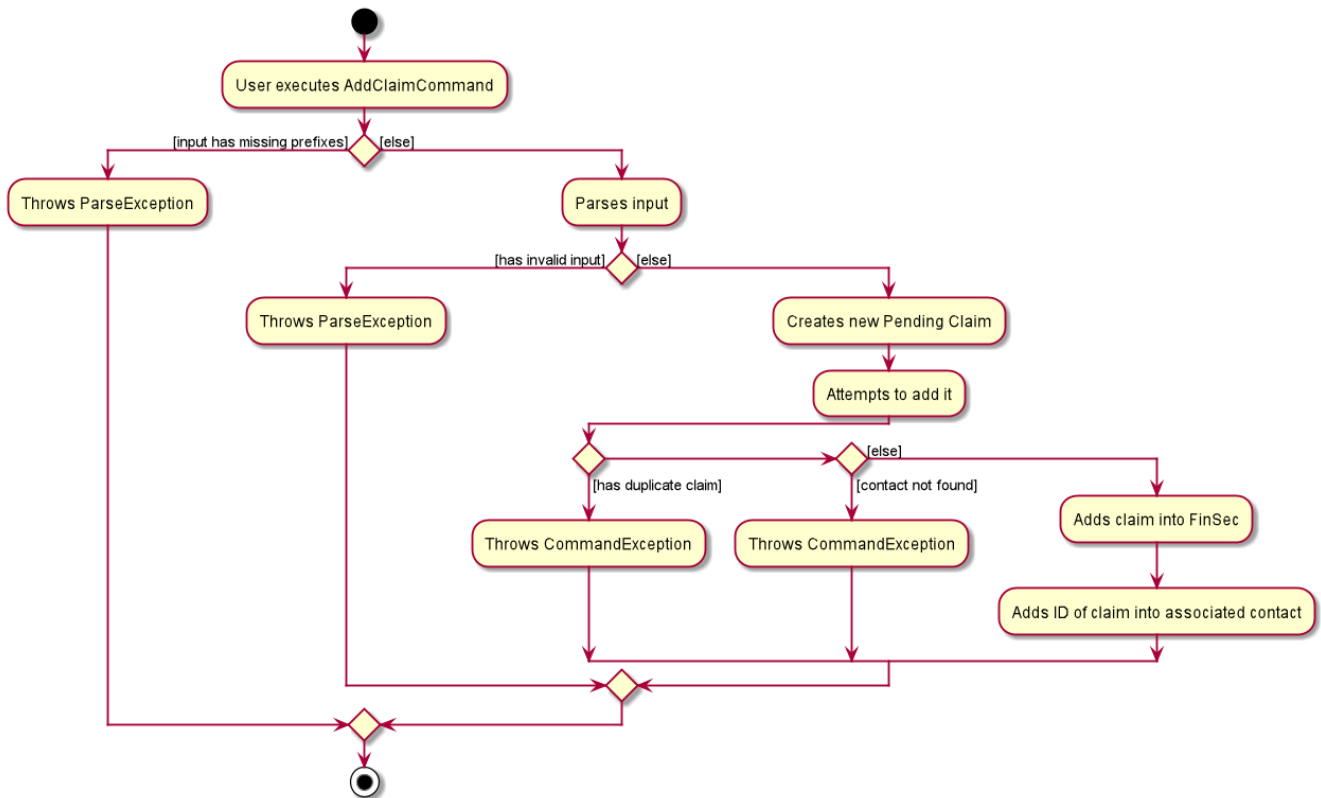 User executes AddClaimCommand
[input has missing prefixes]
[else]
Throws ParseException
Parses input
[has invalid input]
[else]
Throws ParseException
Creates new Pending Claim
Attempts to add it
[else]
[has duplicate claim]
[contact not found]
Adds claim into FinSec
Throws CommandException
Throws CommandException
Adds ID of claim into associated contact